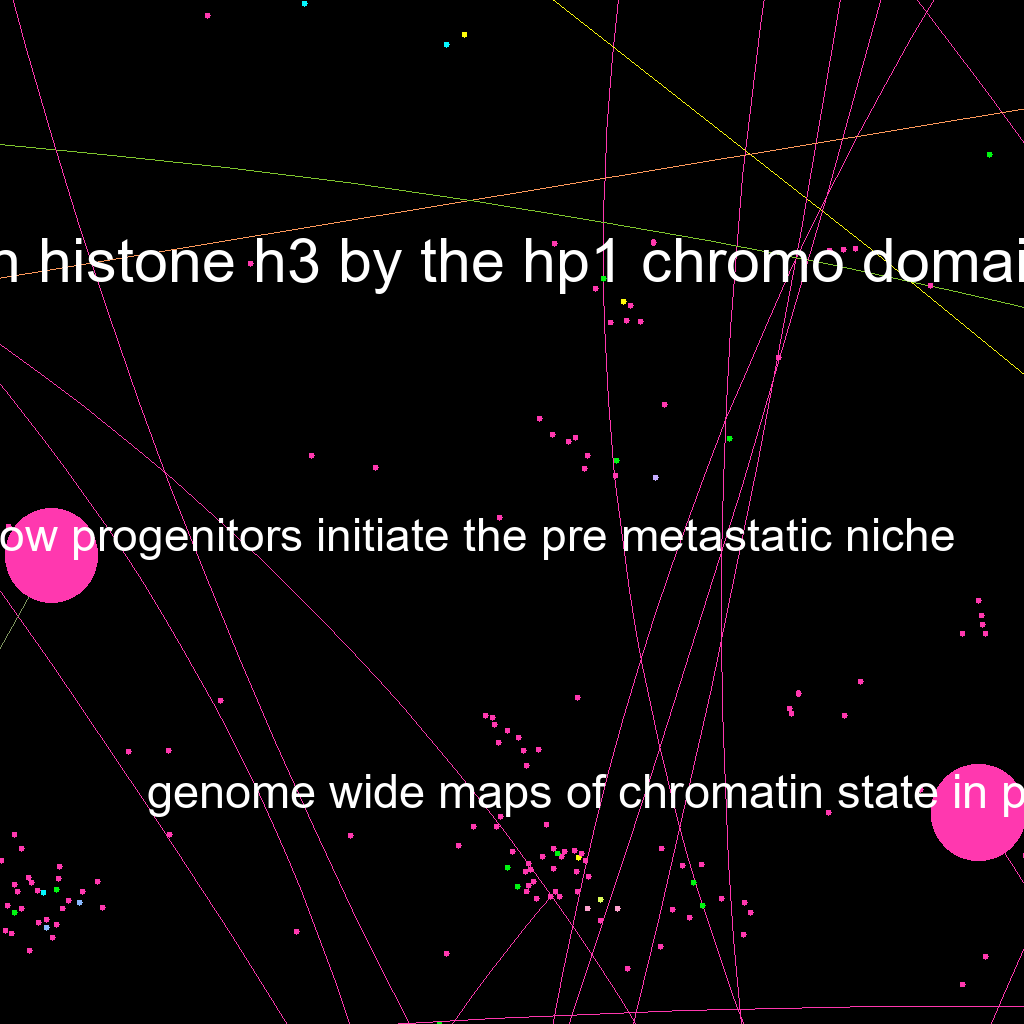 histone h3 by the hp1 chromo domai
ow progenitors initiate the pre metastatic niche
genome wide maps of chromatin state in p